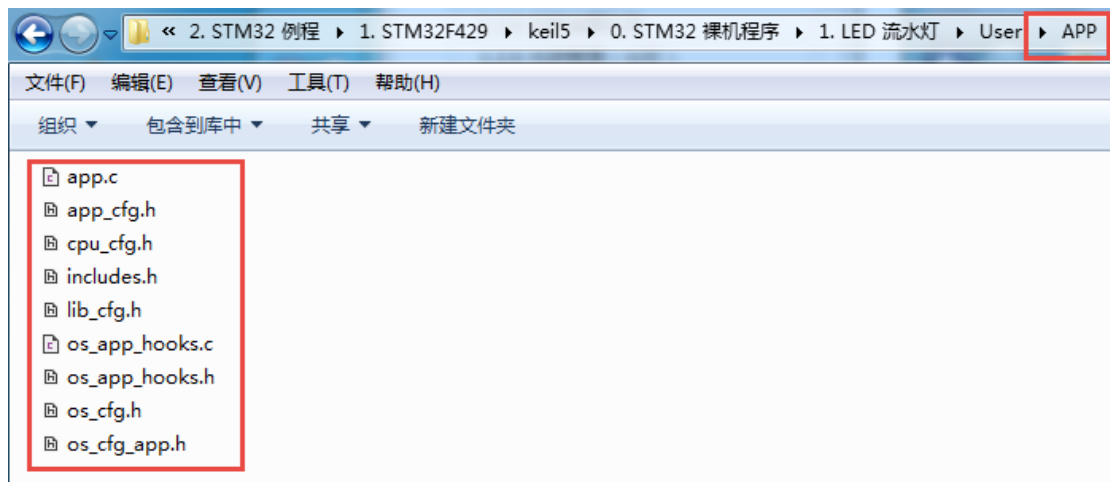 « 2. STM32 例程 ▸ 1. STM32F429 ▸ keil5 ▸ 0. STM32 裸机程序 ▸ 1. LED 流水灯 ▸ User ▸ APP
文件(F) 编辑(E) 查看(V) 工具(T) 帮助(H)
组织 包含到库中 共享 新建文件夹
app.c
app_cfg.h
cpu_cfg.h
includes.h
lib_cfg.h
os_app_hooks.c
os_app_hooks.h
os_cfg.h
os_cfg_app.h